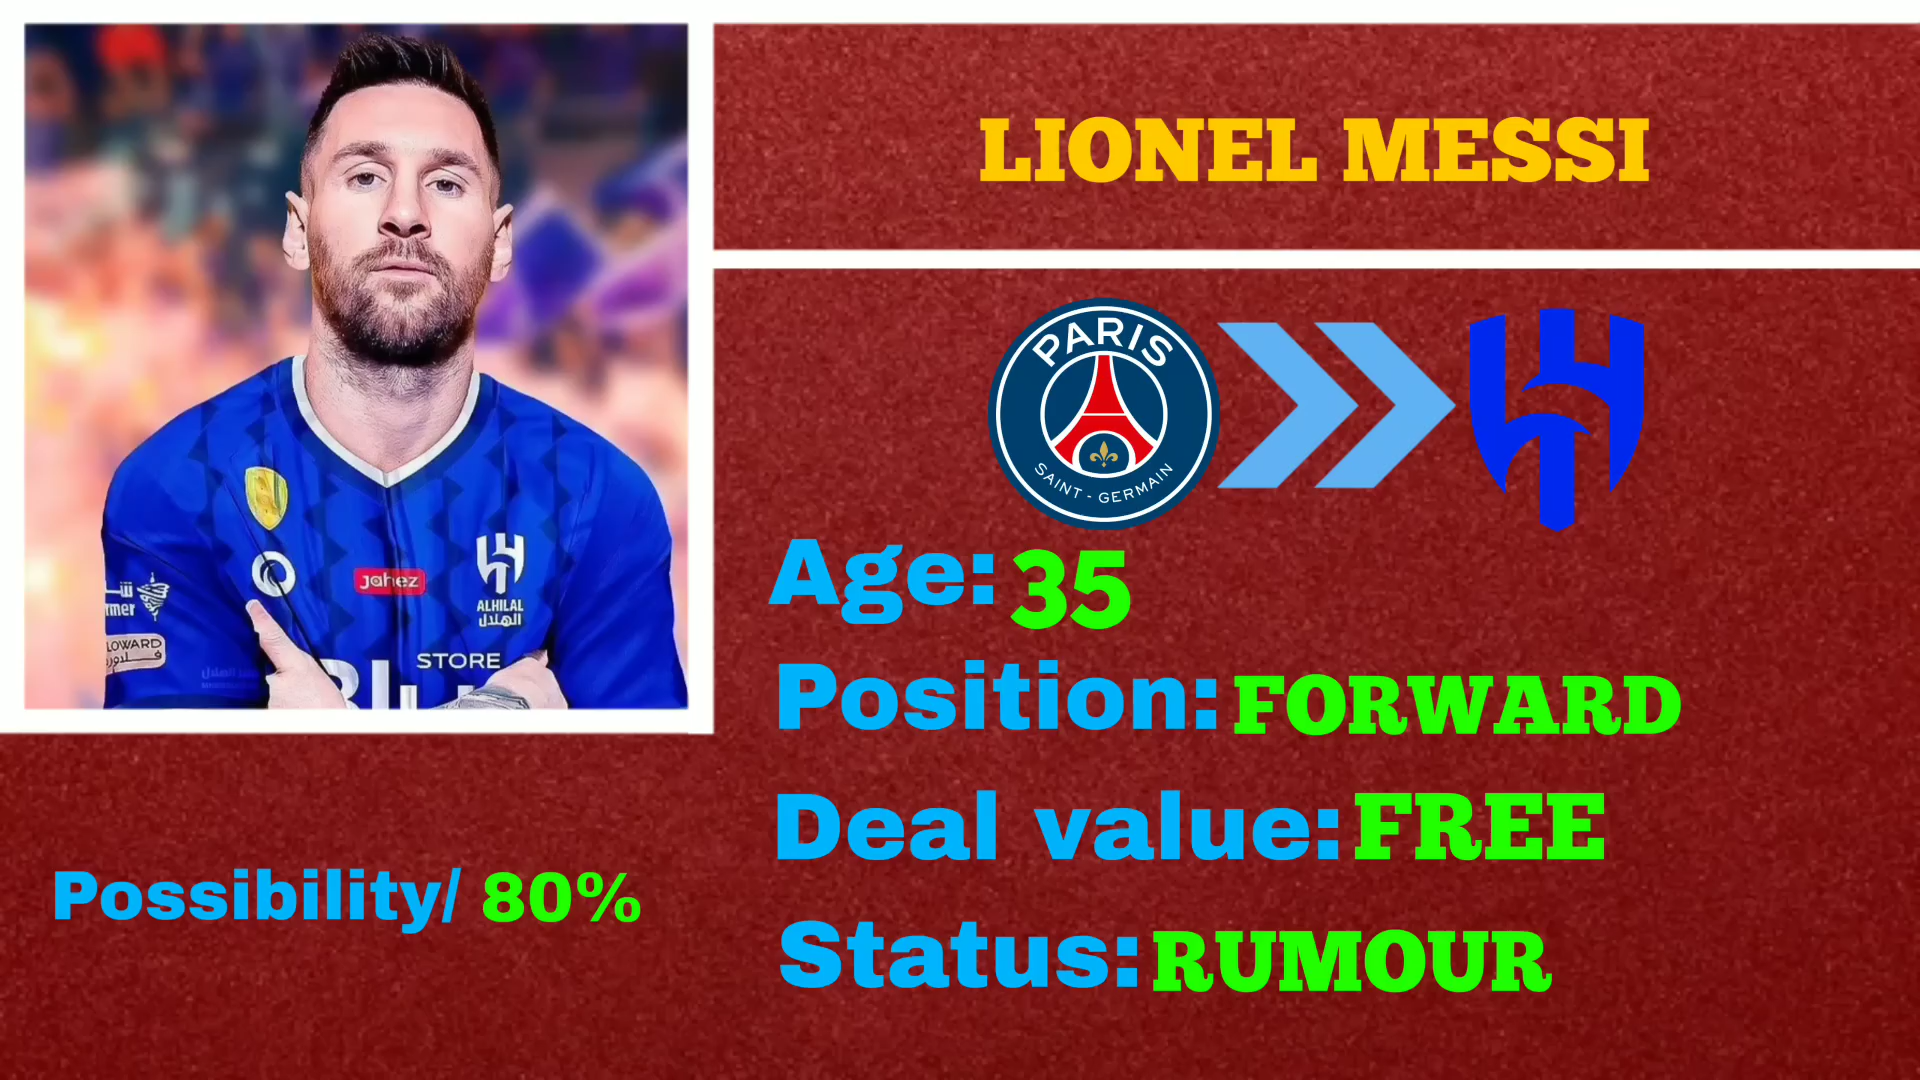 LIONEL MESSI
PARIS
SAINT - GERMAIN
Age: 35
Position: FORWARD
Deal value: FREE
Status: RUMOUR
Possibility/ 80%
jahez
ALHILAL
الهلال
STORE
LOWARD